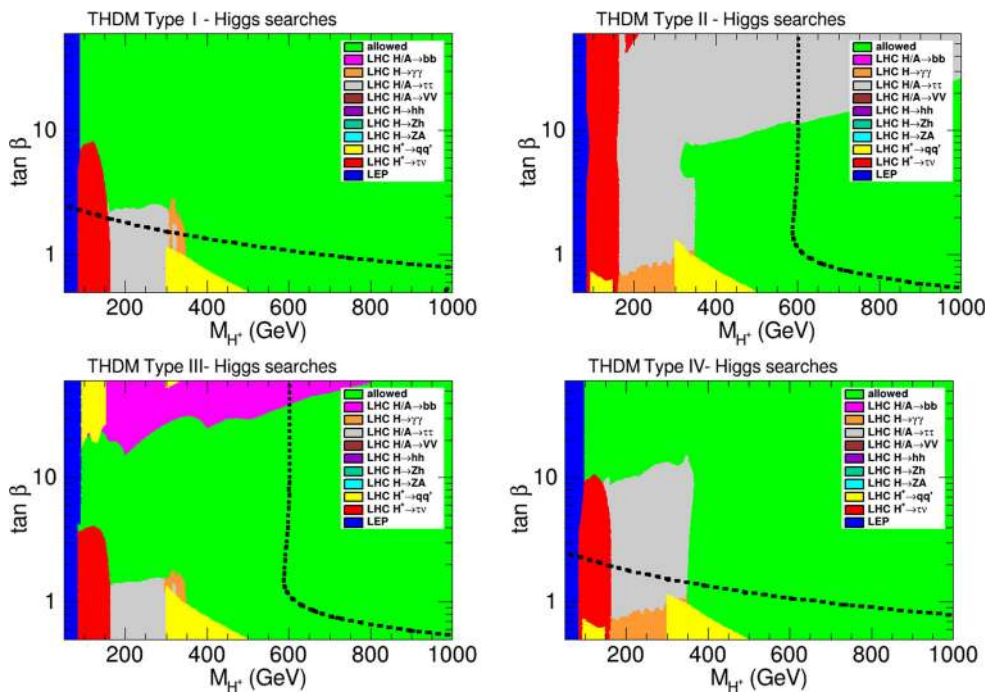 THDM Type I - Higgs searches
allowed
LHC H/A→bb
LHC H→γγ
LHC H/A→ττ
LHC H/A→VV
LHC H→hh
LHC H→Zh
LHC H→ZA
LHC H⁺→qq'
LHC H⁺→τν
LEP
tan β
10
1
200 400 600 800 1000
M_H⁺ (GeV)
THDM Type II - Higgs searches
allowed
LHC H/A→bb
LHC H→γγ
LHC H/A→ττ
LHC H/A→VV
LHC H→hh
LHC H→Zh
LHC H→ZA
LHC H⁺→qq'
LHC H⁺→τν
LEP
tan β
10
1
200 400 600 800 1000
M_H⁺ (GeV)
THDM Type III- Higgs searches
allowed
LHC H/A→bb
LHC H→γγ
LHC H/A→ττ
LHC H/A→VV
LHC H→hh
LHC H→Zh
LHC H→ZA
LHC H⁺→qq'
LHC H⁺→τν
LEP
tan β
10
1
200 400 600 800 1000
M_H⁺ (GeV)
THDM Type IV- Higgs searches
allowed
LHC H/A→bb
LHC H→γγ
LHC H/A→ττ
LHC H/A→VV
LHC H→hh
LHC H→Zh
LHC H→ZA
LHC H⁺→qq'
LHC H⁺→τν
LEP
tan β
10
1
200 400 600 800 1000
M_H⁺ (GeV)